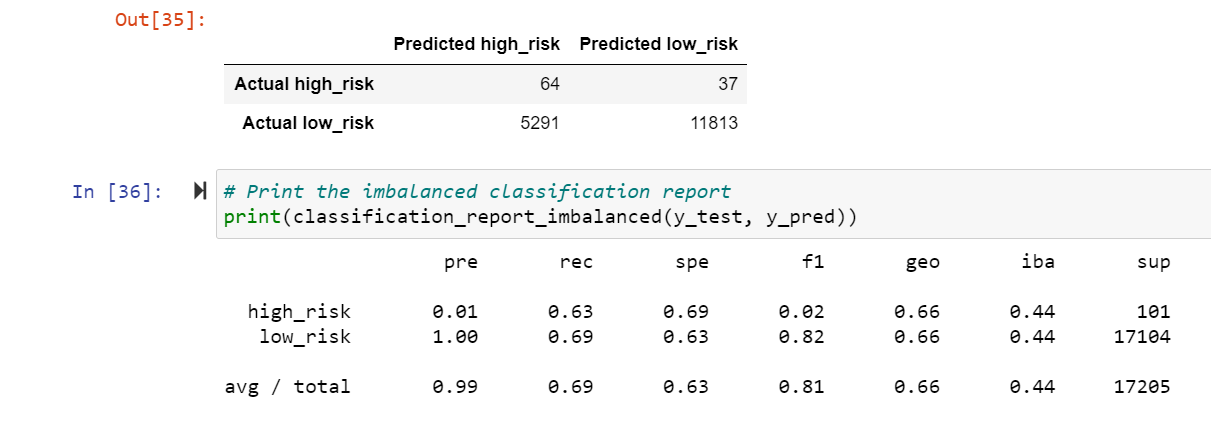 Out[35]:
Predicted high_risk Predicted low_risk
Actual high_risk 64 37
Actual low_risk 5291 11813
In [36]: # Print the imbalanced classification report
print(classification_report_imbalanced(y_test, y_pred))
pre rec spe f1 geo iba sup
high_risk 0.01 0.63 0.69 0.02 0.66 0.44 101
low_risk 1.00 0.69 0.63 0.82 0.66 0.44 17104
avg / total 0.99 0.69 0.63 0.81 0.66 0.44 17205